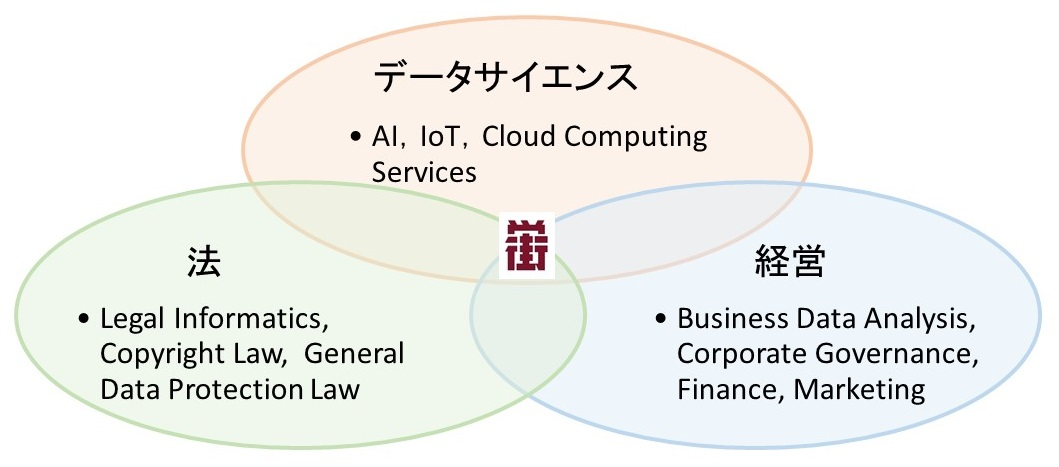 データサイエンス
• AI, IoT, Cloud Computing
Services
法
• Legal Informatics,
Copyright Law, General
Data Protection Law
経営
• Business Data Analysis,
Corporate Governance,
Finance, Marketing